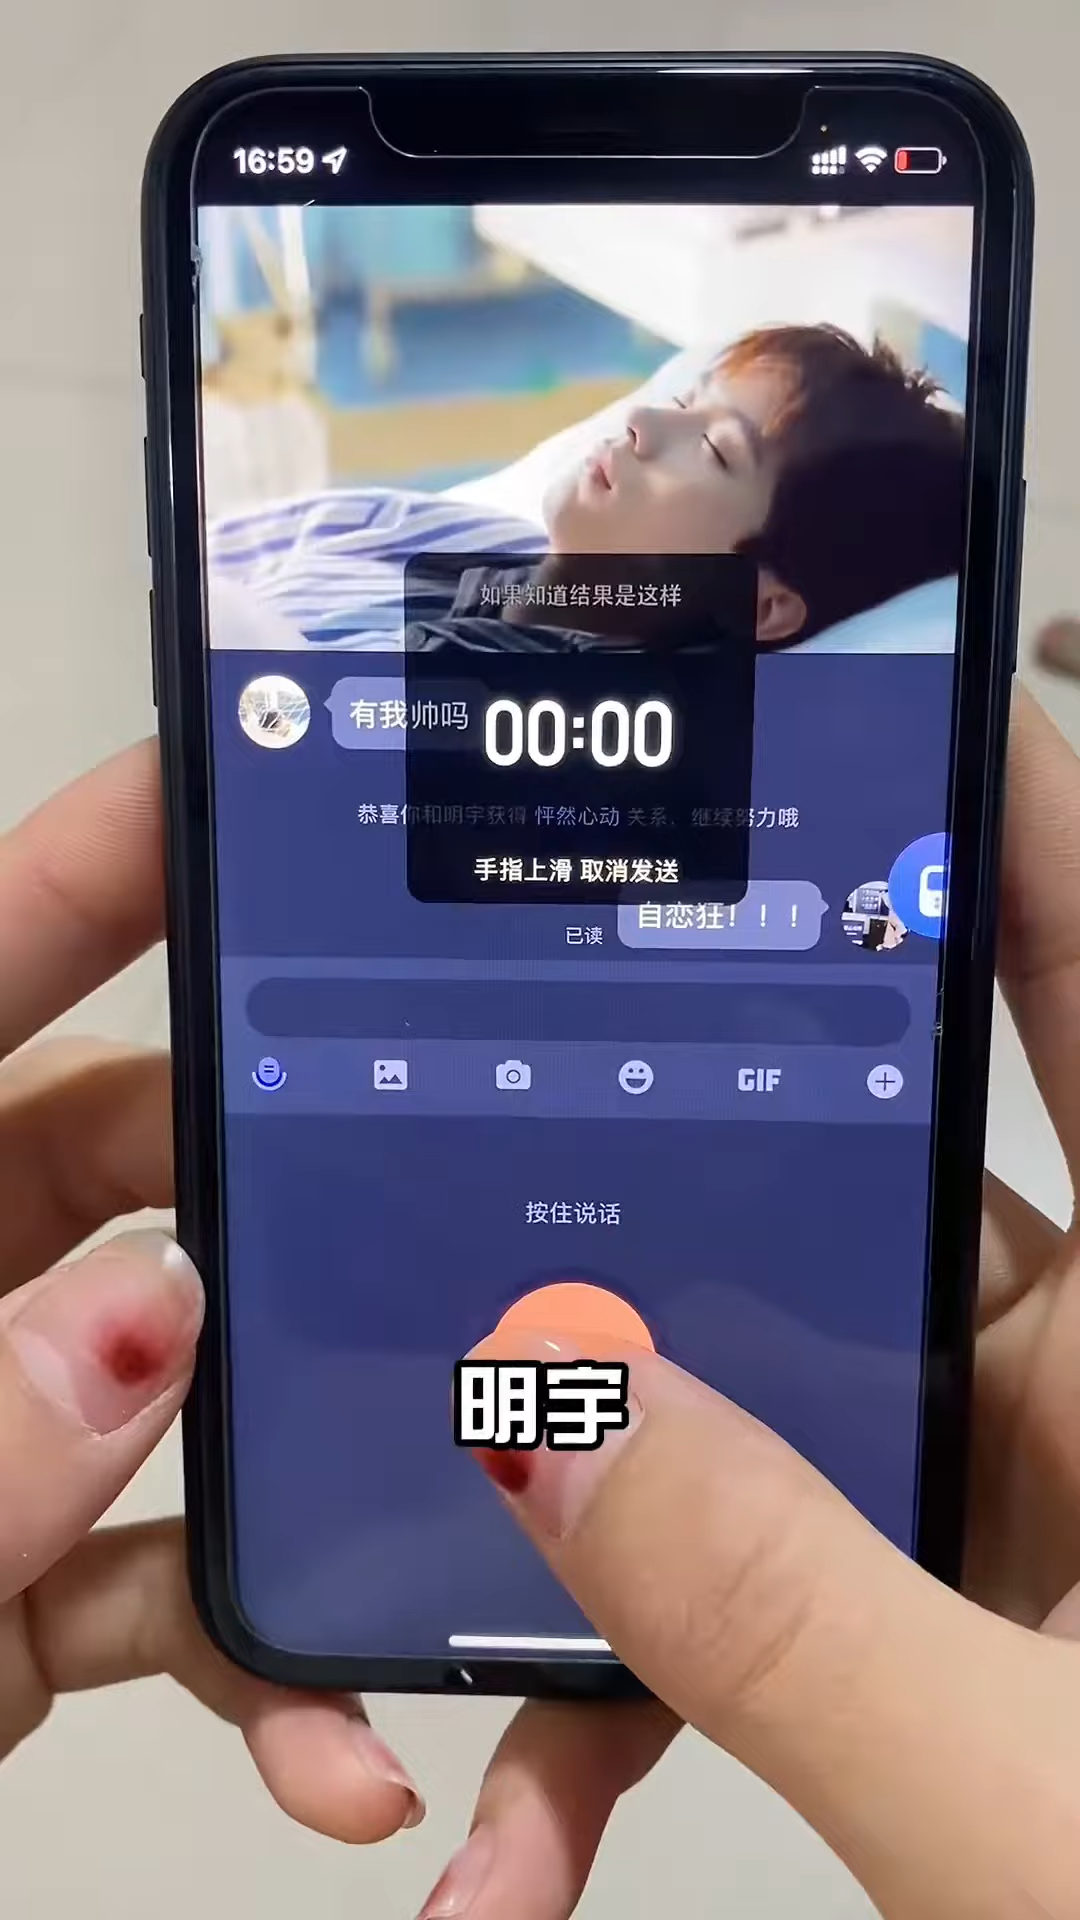 16:59
如果知道结果是这样
有我帅吗
00:00
恭喜你和明宇获得 怦然心动 关系，继续努力哦
手指上滑 取消发送
自恋狂！！！
已读
GIF
按住说话
明宇